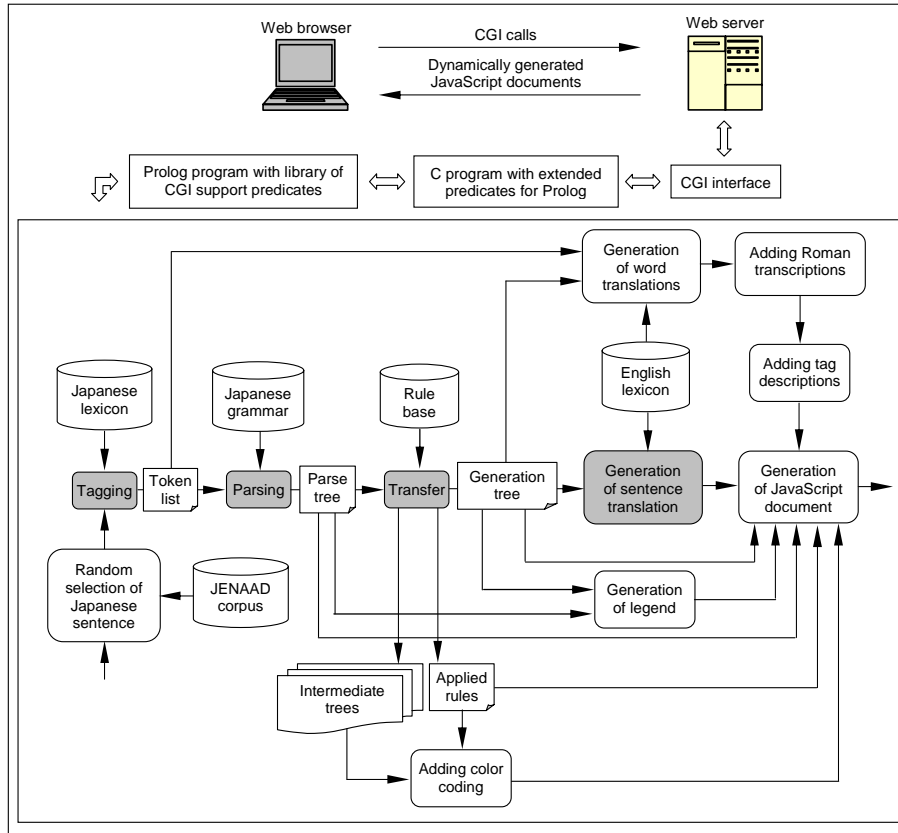 Web browser
Web server
CGI calls
Dynamically generated
JavaScript documents
Prolog program with library of
CGI support predicates
C program with extended
predicates for Prolog
CGI interface
Generation
of word
translations
Adding Roman
transcriptions
Japanese
lexicon
Japanese
grammar
Rule
base
English
lexicon
Adding tag
descriptions
Tagging
Token
list
Parsing
Parse
tree
Transfer
Generation
tree
Generation
of sentence
translation
Generation
of JavaScript
document
Random
selection of
Japanese
sentence
JENAAD
corpus
Generation
of legend
Intermediate
trees
Applied
rules
Adding color
coding